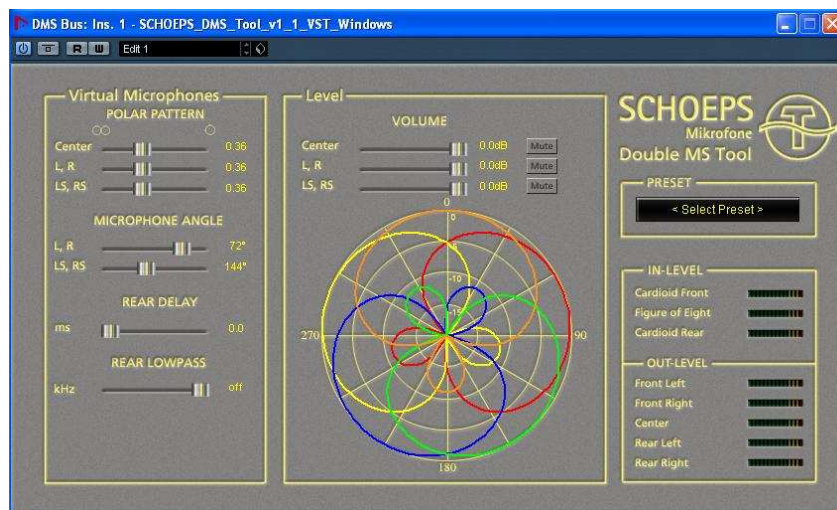 DMS Bus: Ins. 1 - SCHOEPS_DMS_Tool_v1_1_VST_Windows
R W Edit 1
Virtual Microphones
POLAR PATTERN
Center 0.36
L, R 0.36
LS, RS 0.36
MICROPHONE ANGLE
L, R 72°
LS, RS 144°
REAR DELAY
ms 0.0
REAR LOWPASS
kHz off
Level
VOLUME
Center 0.0dB Mute
L, R 0.0dB Mute
LS, RS 0.0dB Mute
0
0
-5
-10
-15
270 90
180
SCHOEPS
Mikrofone
Double MS Tool
PRESET
< Select Preset >
IN-LEVEL
Cardioid Front
Figure of Eight
Cardioid Rear
OUT-LEVEL
Front Left
Front Right
Center
Rear Left
Rear Right